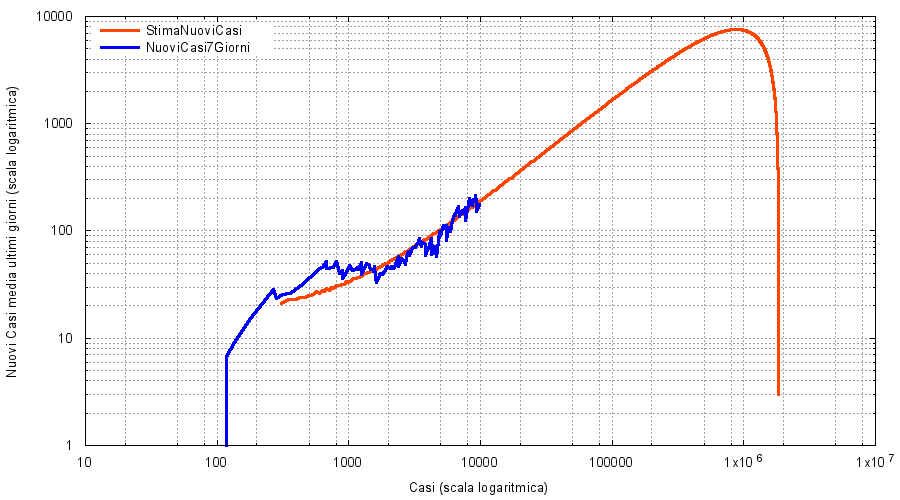 10000
1000
100
10
1
StimaNuoviCasi
NuoviCasi7Giorni
Nuovi Casi media ultimi giorni (scala logaritmica)
10 100 1000 10000 100000 1x10 6 1x10 7
Casi (scala logaritmica)